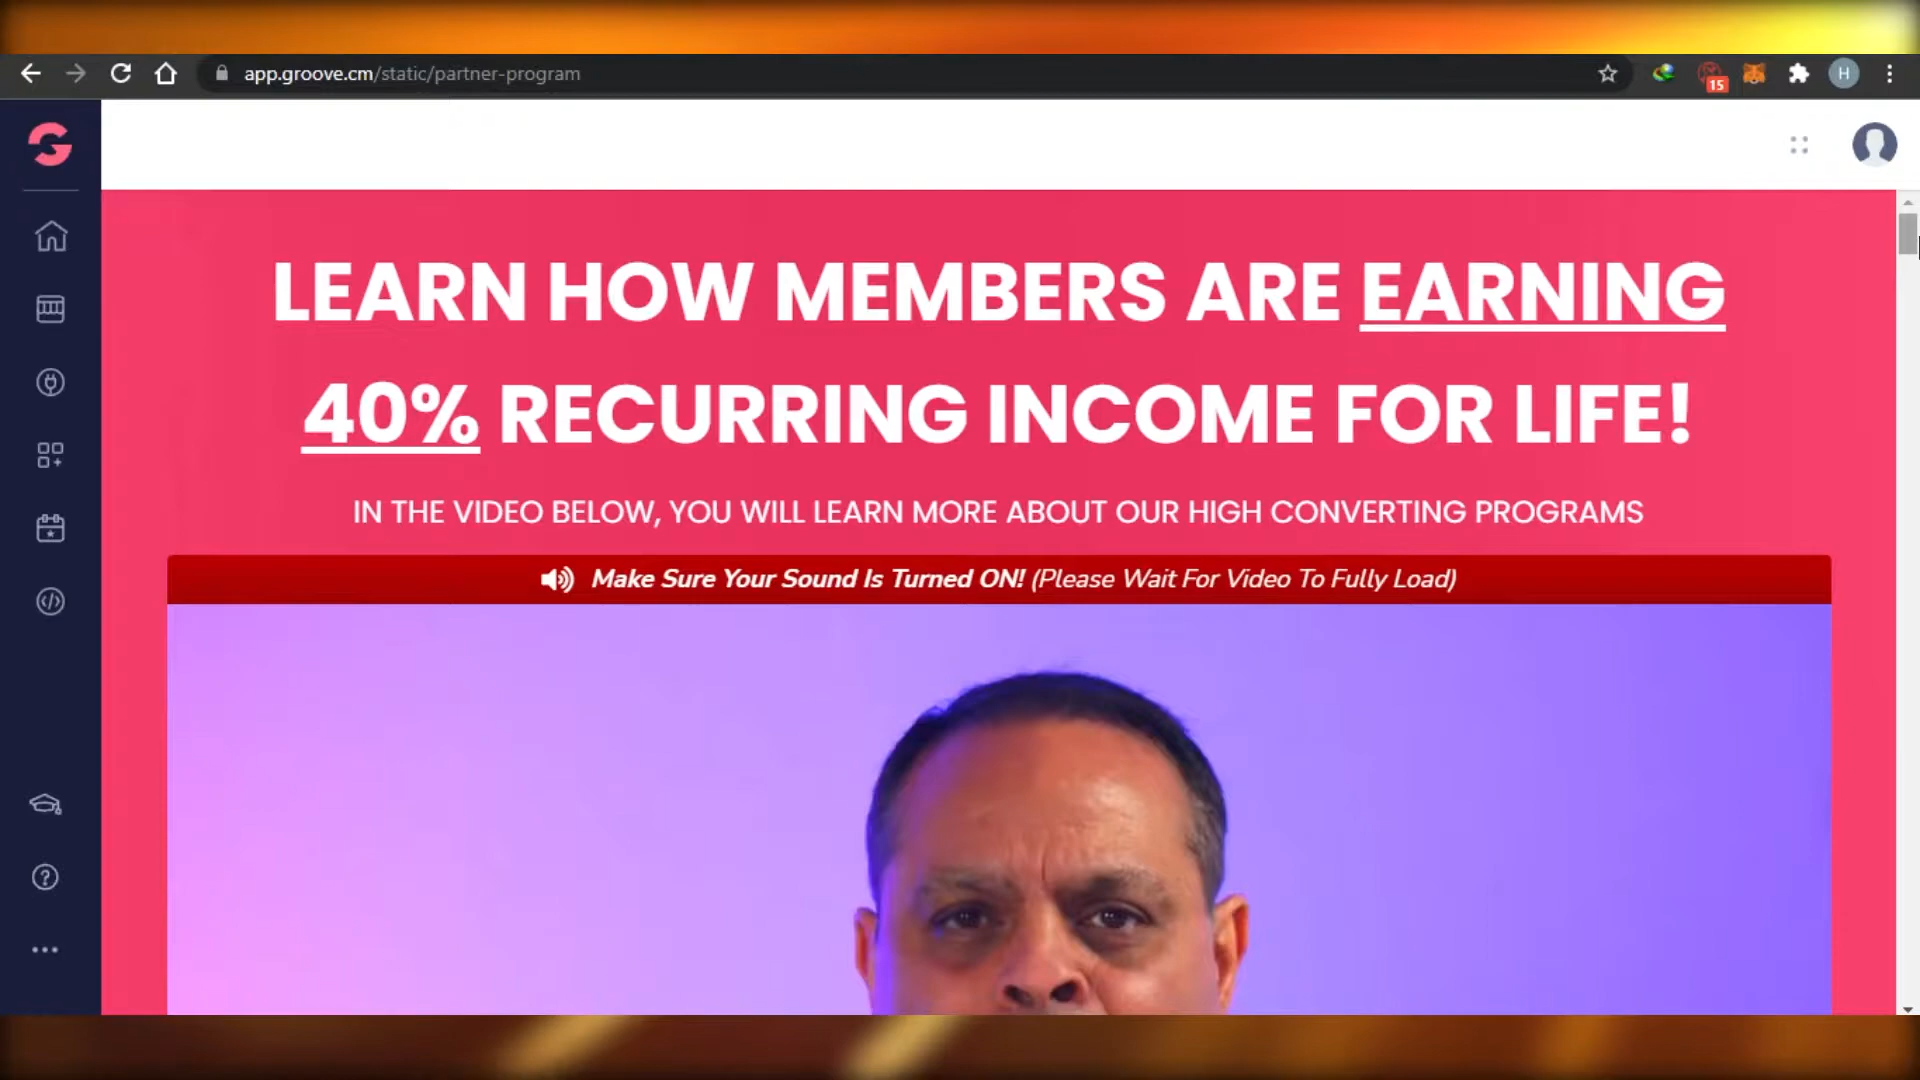 app.groove.cm/static/partner-program
15
H
LEARN HOW MEMBERS ARE EARNING
40% RECURRING INCOME FOR LIFE!
IN THE VIDEO BELOW, YOU WILL LEARN MORE ABOUT OUR HIGH CONVERTING PROGRAMS
Make Sure Your Sound Is Turned ON! (Please Wait For Video To Fully Load)